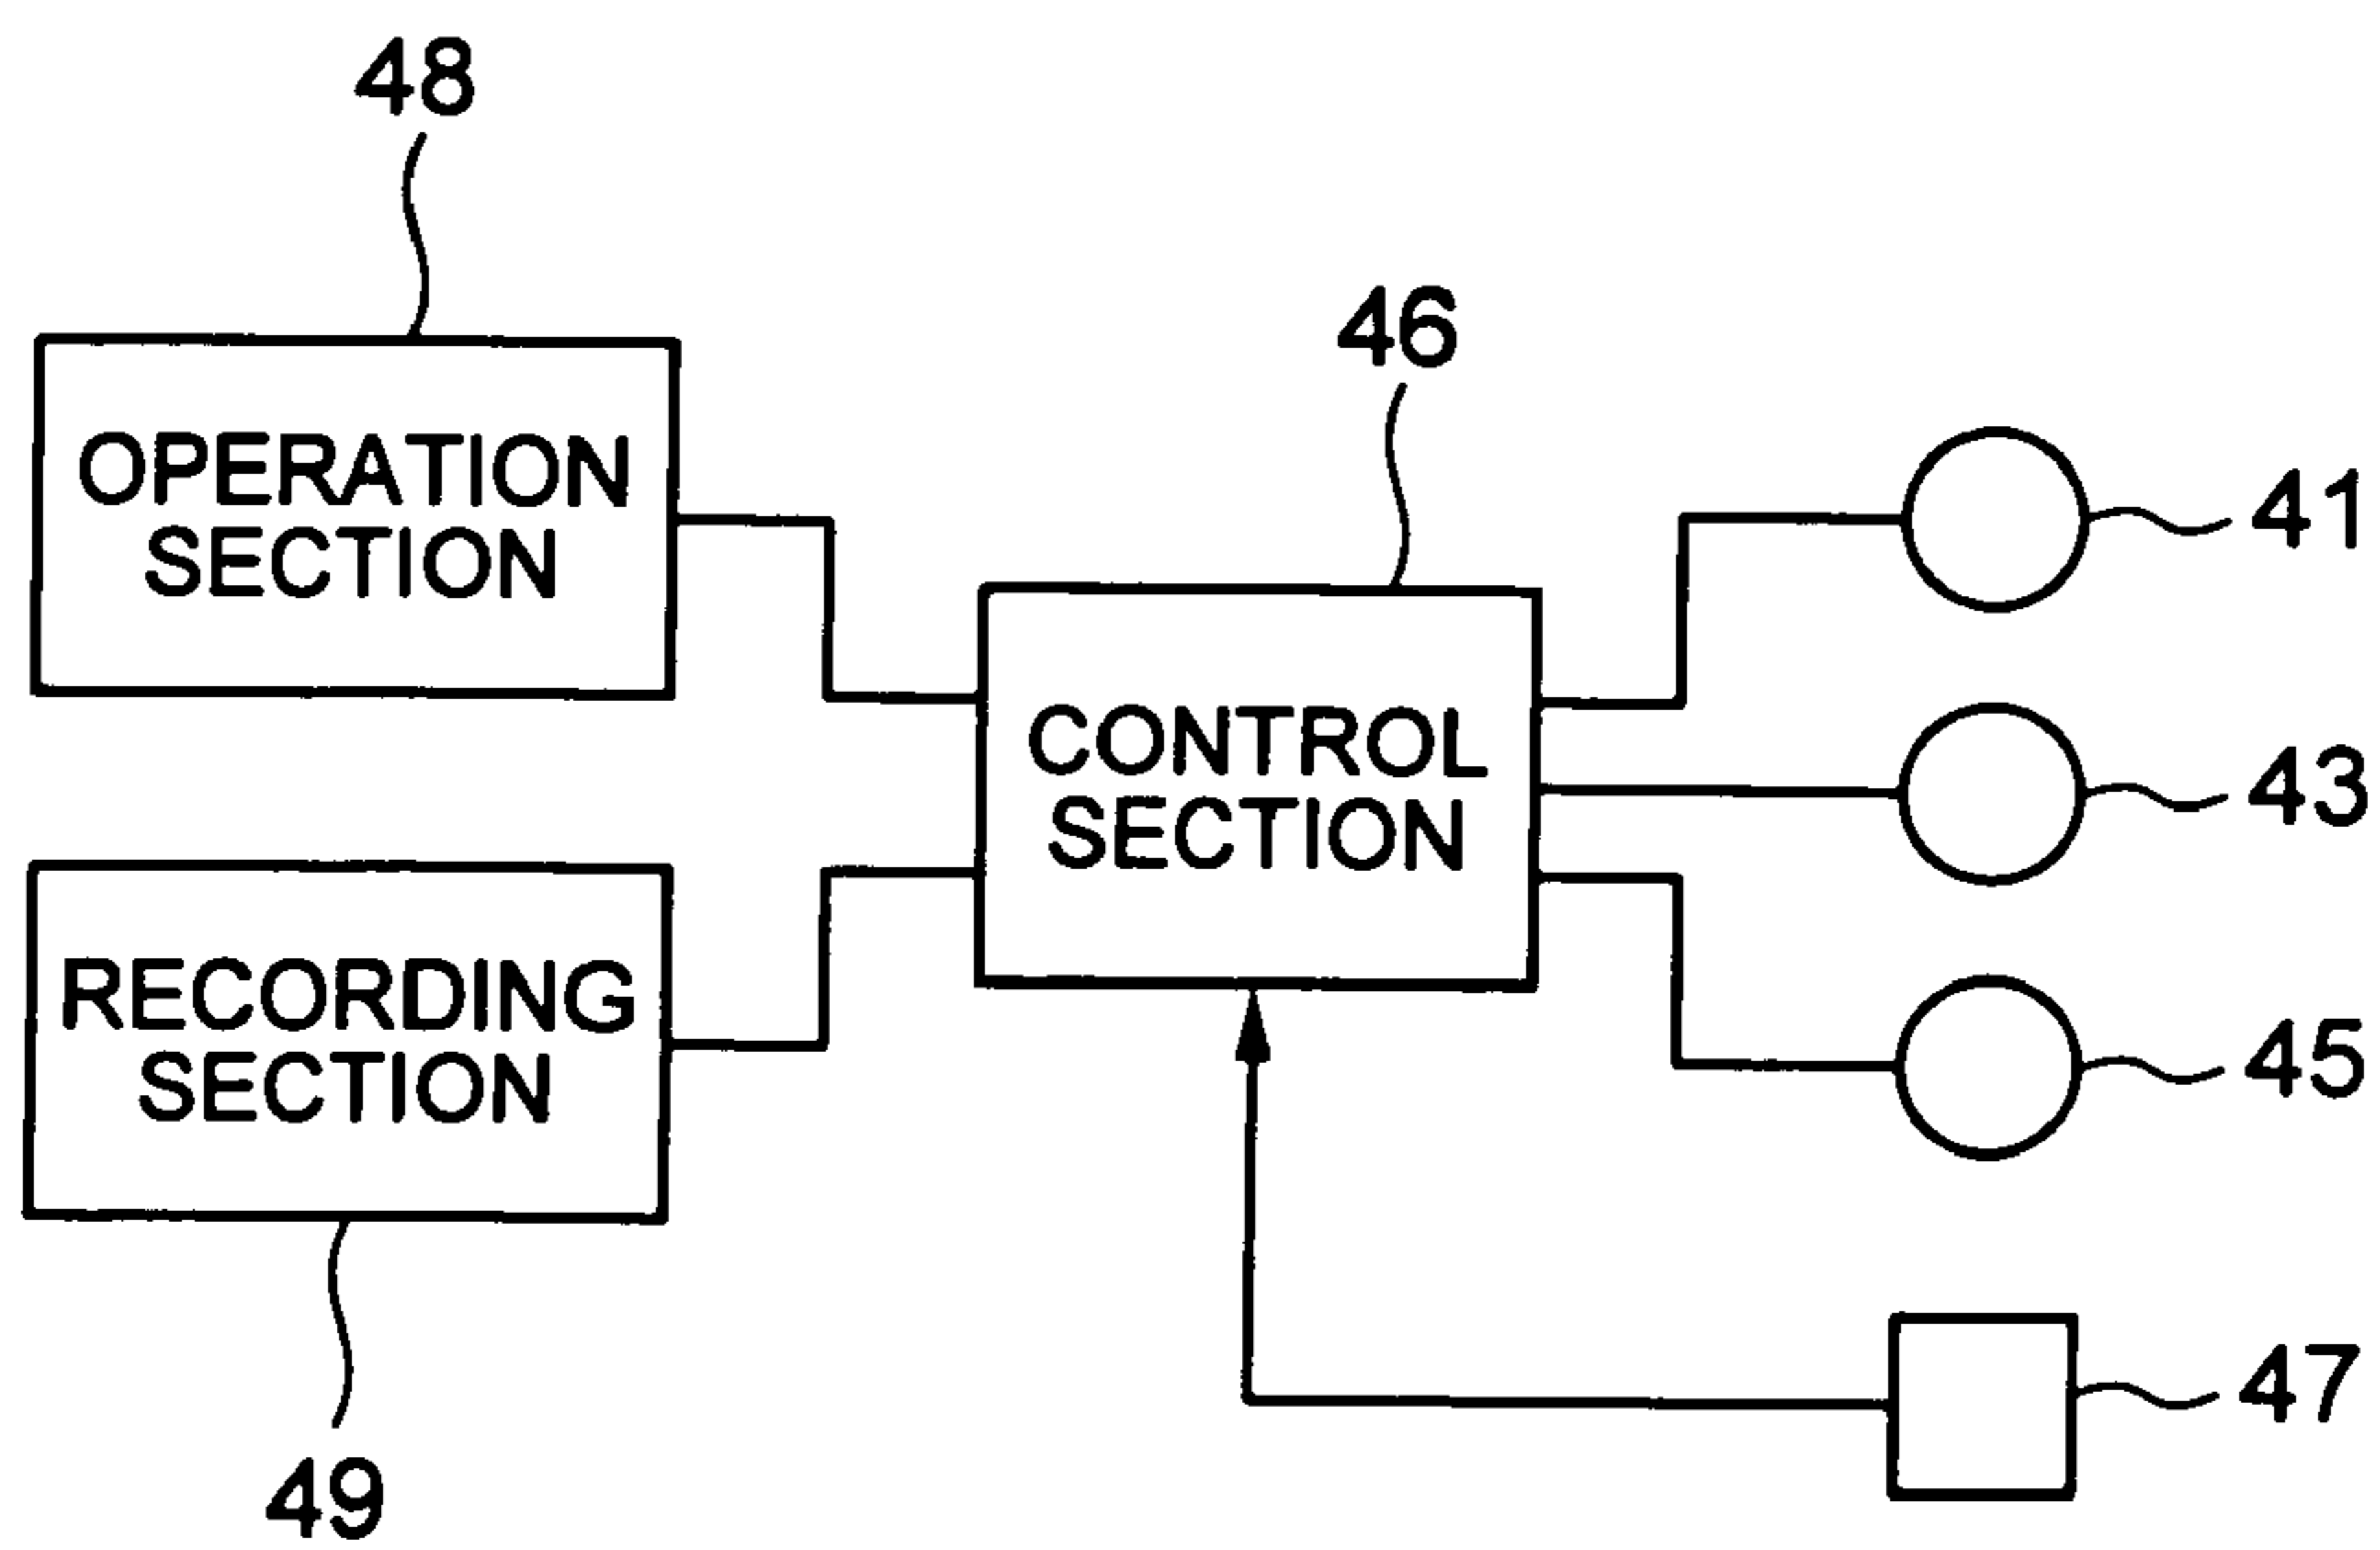 48
OPERATION
SECTION
46
CONTROL
SECTION
41
43
45
RECORDING
SECTION
49
47